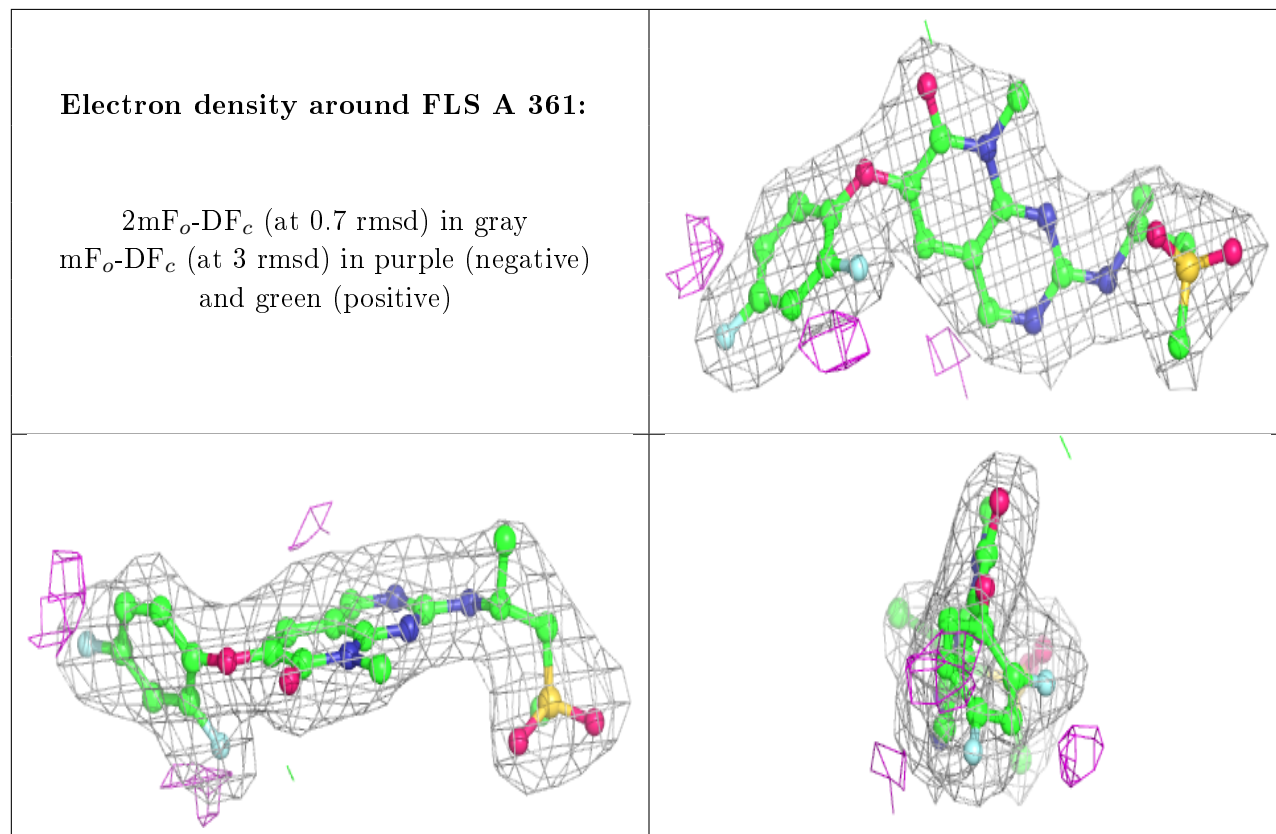 Electron density around FLS A 361:
2mFo-DFc (at 0.7 rmsd) in gray
mFo-DFc (at 3 rmsd) in purple (negative)
and green (positive)